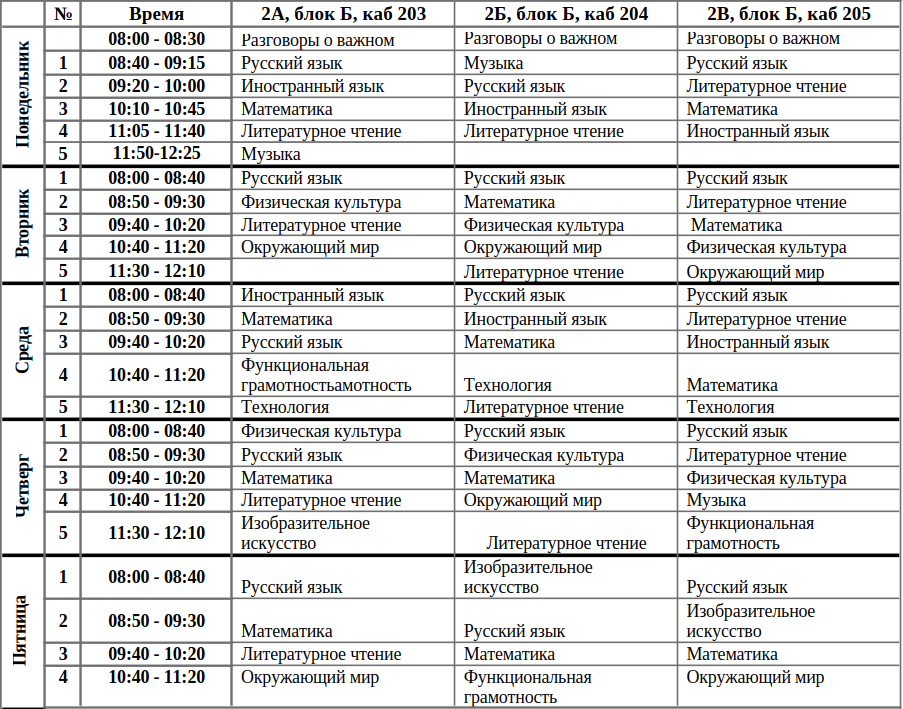 № Время 2А, блок Б, каб 203 2Б, блок Б, каб 204 2В, блок Б, каб 205
Понедельник
08:00 - 08:30 Разговоры о важном Разговоры о важном Разговоры о важном
1 08:40 - 09:15 Русский язык Музыка Русский язык
2 09:20 - 10:00 Иностранный язык Русский язык Литературное чтение
3 10:10 - 10:45 Математика Иностранный язык Математика
4 11:05 - 11:40 Литературное чтение Литературное чтение Иностранный язык
5 11:50-12:25 Музыка
Вторник
1 08:00 - 08:40 Русский язык Русский язык Русский язык
2 08:50 - 09:30 Физическая культура Математика Литературное чтение
3 09:40 - 10:20 Литературное чтение Физическая культура Математика
4 10:40 - 11:20 Окружающий мир Окружающий мир Физическая культура
5 11:30 - 12:10 Литературное чтение Окружающий мир
Среда
1 08:00 - 08:40 Иностранный язык Русский язык Русский язык
2 08:50 - 09:30 Математика Иностранный язык Литературное чтение
3 09:40 - 10:20 Русский язык Математика Иностранный язык
Функциональная
4 10:40 - 11:20 грамотностьамотность Технология Математика
5 11:30 - 12:10 Технология Литературное чтение Технология
Четверг
1 08:00 - 08:40 Физическая культура Русский язык Русский язык
2 08:50 - 09:30 Русский язык Физическая культура Литературное чтение
3 09:40 - 10:20 Математика Математика Физическая культура
4 10:40 - 11:20 Литературное чтение Окружающий мир Музыка
Изобразительное Функциональная
5 11:30 - 12:10 искусство Литературное чтение грамотность
Пятница
Изобразительное
1 08:00 - 08:40 Русский язык искусство Русский язык
Изобразительное
2 08:50 - 09:30 Математика Русский язык искусство
3 09:40 - 10:20 Литературное чтение Математика Математика
4 10:40 - 11:20 Окружающий мир Функциональная Окружающий мир
грамотность